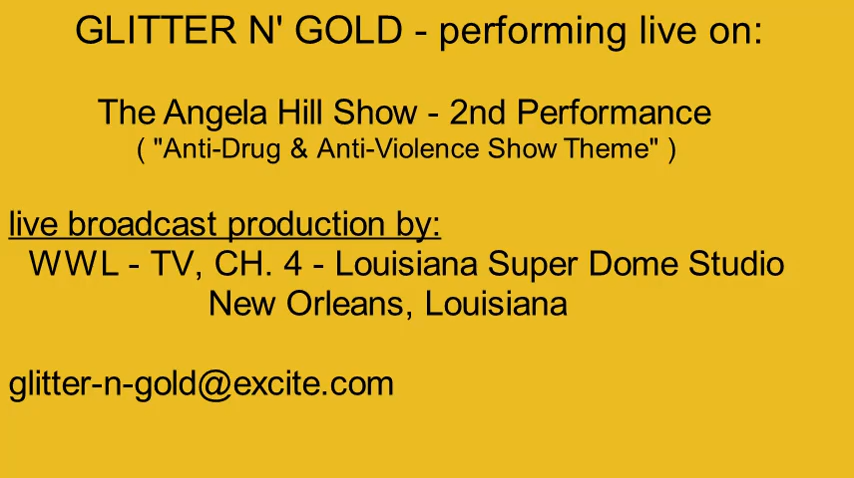 GLITTER N' GOLD - performing live on:
The Angela Hill Show - 2nd Performance
( "Anti-Drug & Anti-Violence Show Theme" )
live broadcast production by:
WWL - TV, CH. 4 - Louisiana Super Dome Studio
New Orleans, Louisiana
glitter-n-gold@excite.com